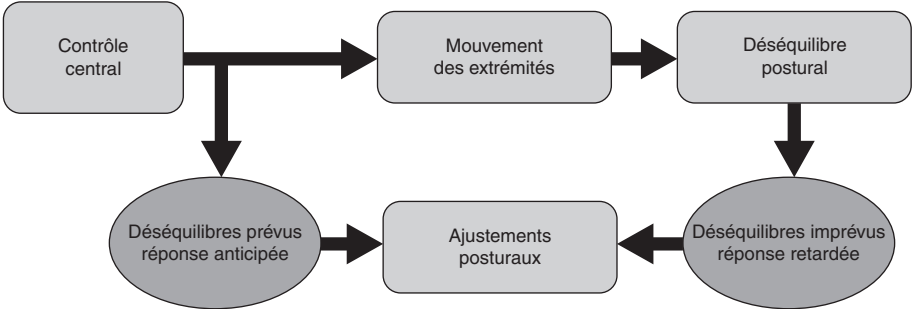 Contrôle
central
Mouvement
des extrémités
Déséquilibre
postural
Déséquilibres prévus
réponse anticipée
Ajustements
posturaux
Déséquilibres imprévus
réponse retardée